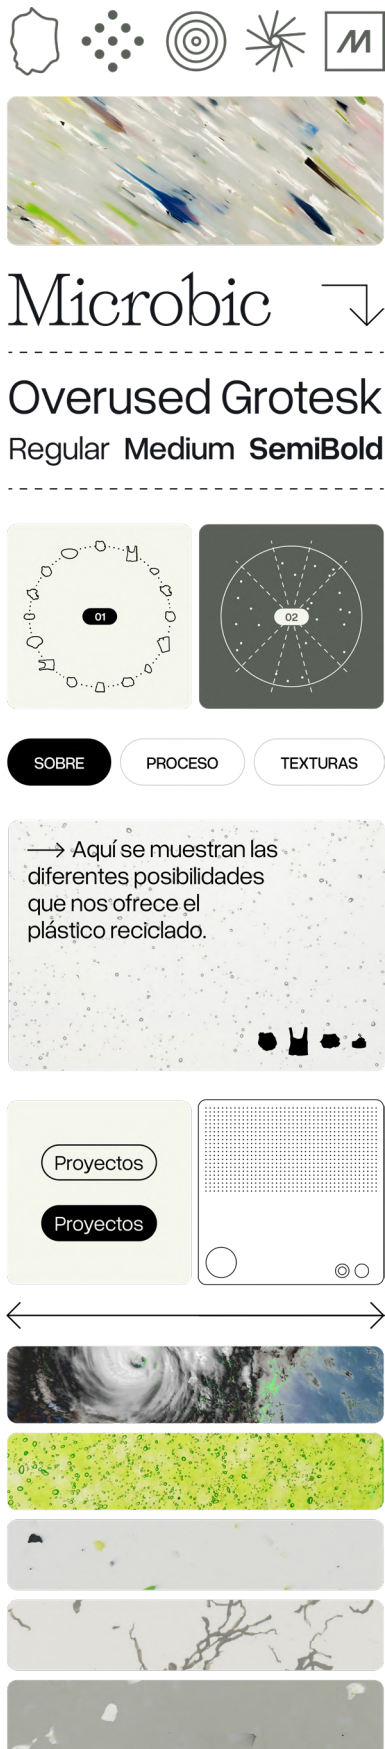 M
Microbic
Overused Grotesk
Regular Medium SemiBold
01
02
SOBRE
PROCESO
TEXTURAS
Aquí se muestran las
diferentes posibilidades
que nos ofrece el
plástico reciclado.
Proyectos
Proyectos